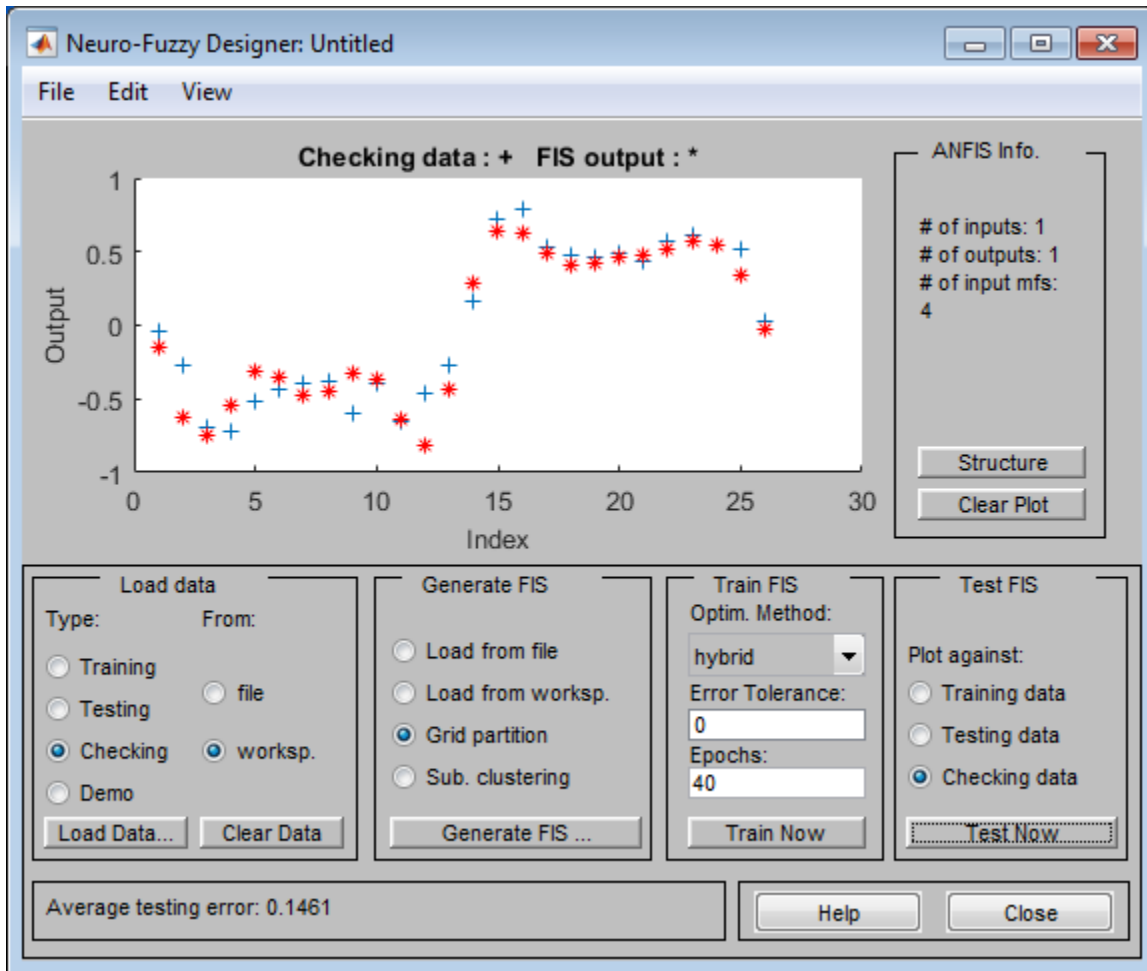 Neuro-Fuzzy Designer: Untitled
File Edit View
Checking data : +   FIS output : *
1
0.5
0
-0.5
-1
Output
0 5 10 15 20 25 30
Index
ANFIS Info.
# of inputs: 1
# of outputs: 1
# of input mfs:
4
Structure
Clear Plot
Load data
Type: From:
Training
file
Testing
Checking
worksp.
Demo
Load Data... Clear Data
Generate FIS
Load from file
Load from worksp.
Grid partition
Sub. clustering
Generate FIS ...
Train FIS
Optim. Method:
hybrid
Error Tolerance:
0
Epochs:
40
Train Now
Test FIS
Plot against:
Training data
Testing data
Checking data
Test Now
Average testing error: 0.1461
Help Close